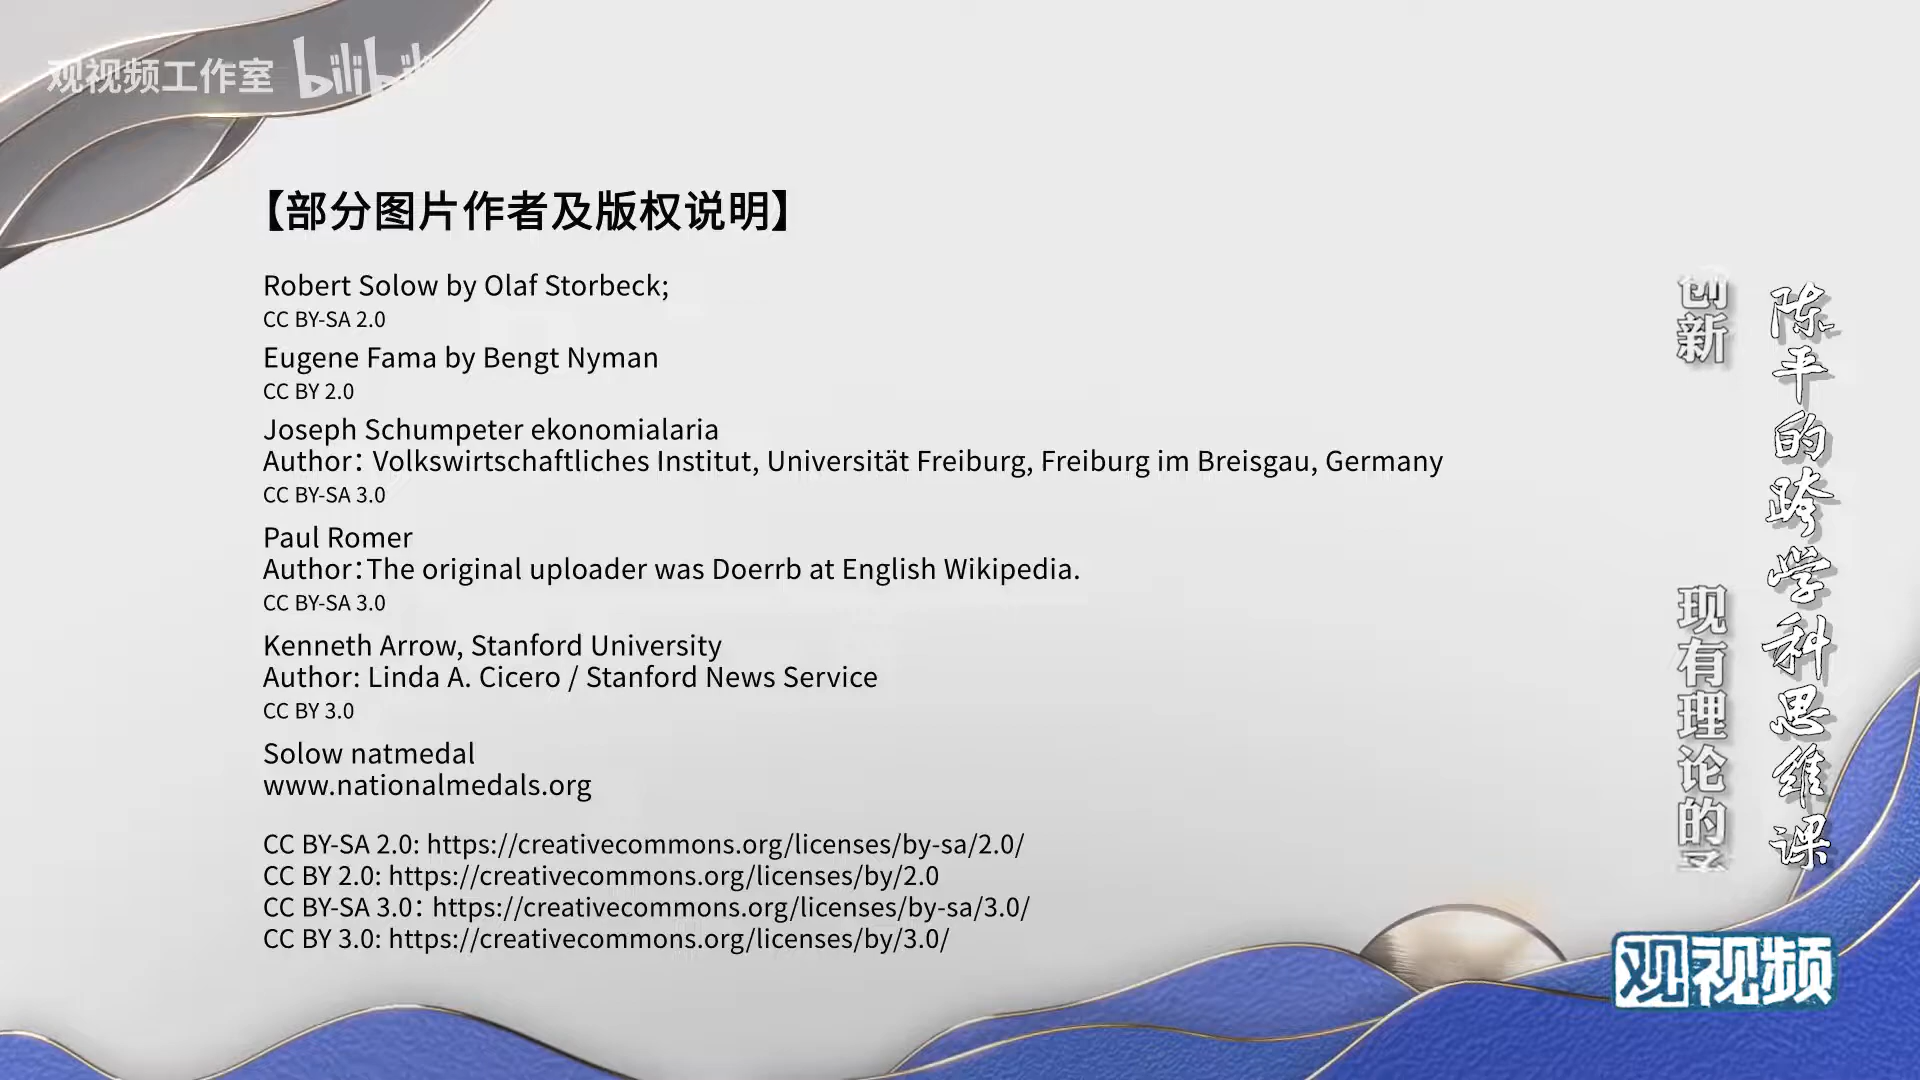 观视频工作室 bilibili
【部分图片作者及版权说明】
Robert Solow by Olaf Storbeck;
CC BY-SA 2.0
Eugene Fama by Bengt Nyman
CC BY 2.0
Joseph Schumpeter ekonomialaria
Author：Volkswirtschaftliches Institut, Universität Freiburg, Freiburg im Breisgau, Germany
CC BY-SA 3.0
Paul Romer
Author：The original uploader was Doerrb at English Wikipedia.
CC BY-SA 3.0
Kenneth Arrow, Stanford University
Author: Linda A. Cicero / Stanford News Service
CC BY 3.0
Solow natmedal
www.nationalmedals.org
CC BY-SA 2.0: https://creativecommons.org/licenses/by-sa/2.0/
CC BY 2.0: https://creativecommons.org/licenses/by/2.0
CC BY-SA 3.0：https://creativecommons.org/licenses/by-sa/3.0/
CC BY 3.0: https://creativecommons.org/licenses/by/3.0/
陈平的跨学科思维课
创新
现有理论的
观视频